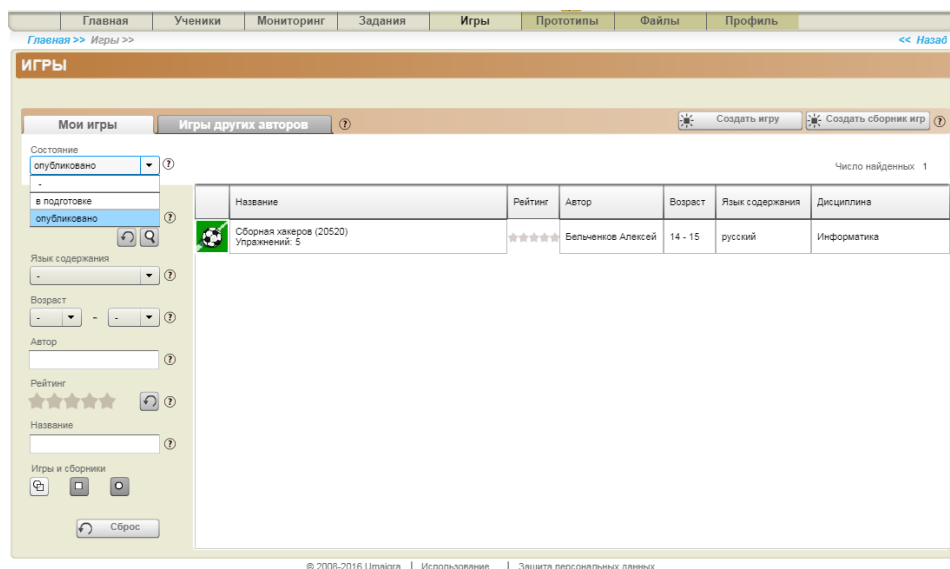 Главная Ученики Мониторинг Задания Игры Прототипы Файлы Профиль
Главная >> Игры >> << Назад
ИГРЫ
Мои игры Игры других авторов ? Создать игру Создать сборник игр ?
Состояние
опубликовано ? Число найденных 1
-
в подготовке
опубликовано ?
Название Рейтинг Автор Возраст Язык содержания Дисциплина
Сборная хакеров (20520)
Упражнений: 5
Бельченков Алексей 14 - 15 русский Информатика
Язык содержания
- ?
Возраст
- - - ?
Автор
?
Рейтинг
?
Название
?
Игры и сборники
Сброс
© 2008-2016 Umaigra | Использование | Защита персональных данных